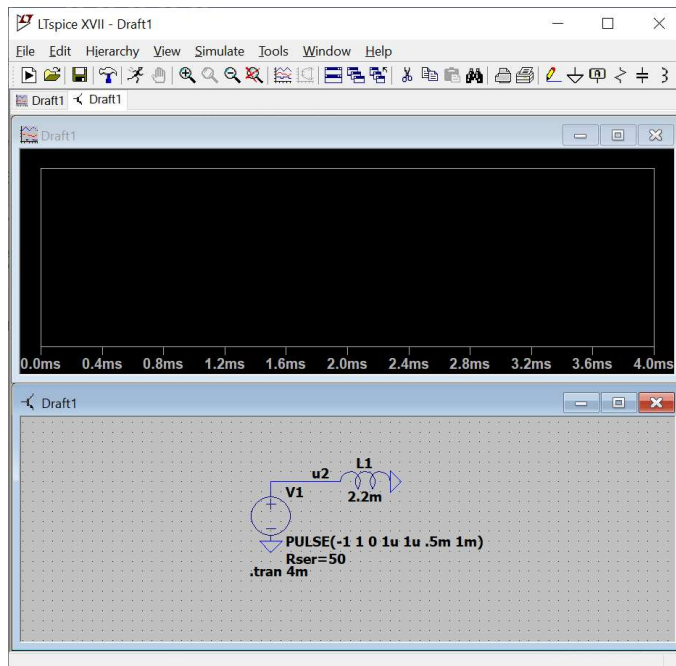 LTspice XVII - Draft1
File Edit Hierarchy View Simulate Tools Window Help
Draft1 Draft1
Draft1
0.0ms 0.4ms 0.8ms 1.2ms 1.6ms 2.0ms 2.4ms 2.8ms 3.2ms 3.6ms 4.0ms
Draft1
L1
u2
V1
2.2m
PULSE(-1 1 0 1u 1u .5m 1m)
Rser=50
.tran 4m